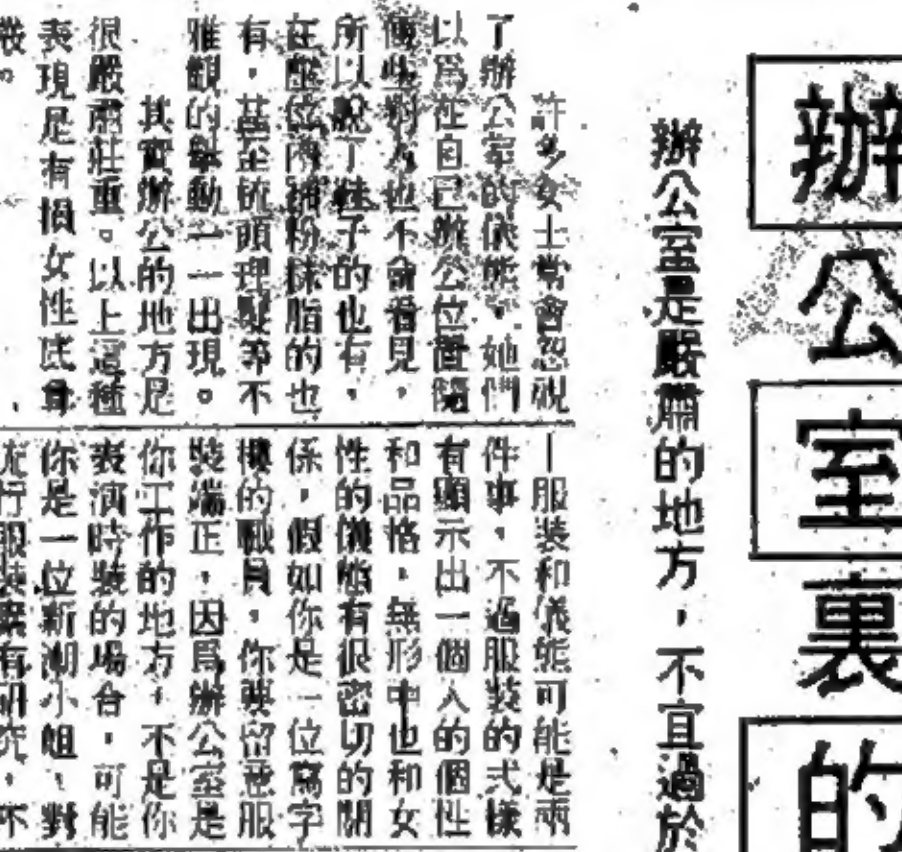 辦公室裏的
辦公室是嚴肅的地方，不宜過於
許多女士常會忽視
了辦公室的儀態，她們
以爲在自己辦公位置隨
便些對方也不會看見，
所以說了鞋子的也有，
在座位內補粉抹脂的也
有，甚至梳頭理髮等不
雅觀的舉動一一出現。
其實辦公的地方是
很嚴肅莊重。以上這種
表現是有損女性民尊
嚴。
—服裝和儀態可能是兩
件事，不過服裝的式樣
有顯示出一個人的個性
和品格，無形中也和女
性的儀態有很密切的關
係，假如你是一位寫字
樓的職員，你要留意服
裝端正，因爲辦公室是
你工作的地方，不是你
表演時裝的場合，可能
你是一位新潮小姐，對
流行服裝素有研究，不